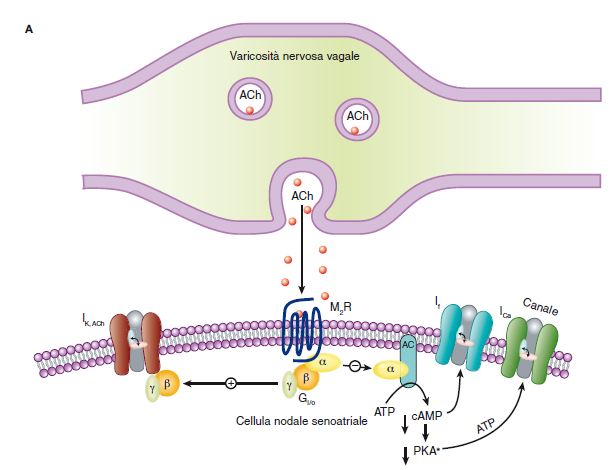 A
Varicosità nervosa vagale
ACh
ACh
ACh
M2R
IK, ACh
If
ICa
Canale
AC
α
α
β
γ
γ
β
+
−
Gi/o
Cellula nodale senoatriale
ATP
cAMP
ATP
PKA*